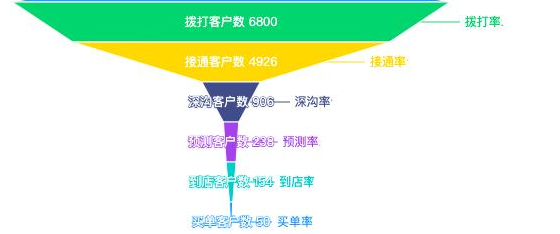 拨打客户数 6800 拨打率
接通客户数 4926 接通率
深沟客户数 906 深沟率
预测客户数 238 预测率
到店客户数 154 到店率
买单客户数 50 买单率